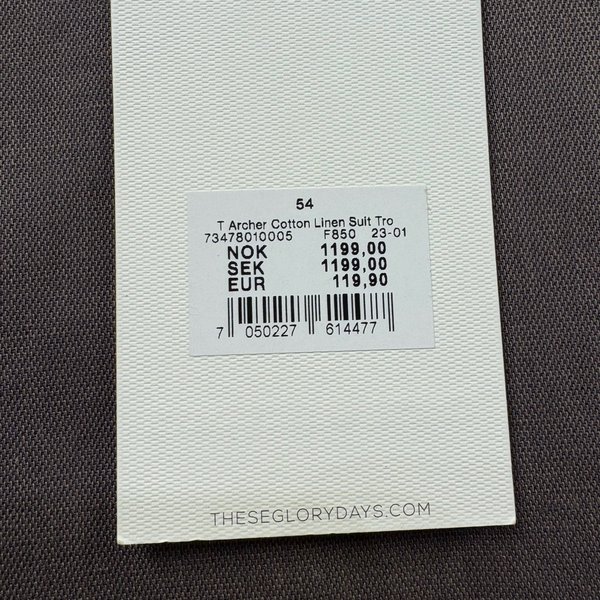 54
T Archer Cotton Linen Suit Tro
73478010005 F850 23-01
NOK 1199,00
SEK 1199,00
EUR 119,90
7 050227 614477
THESEGLORYDAYS.COM